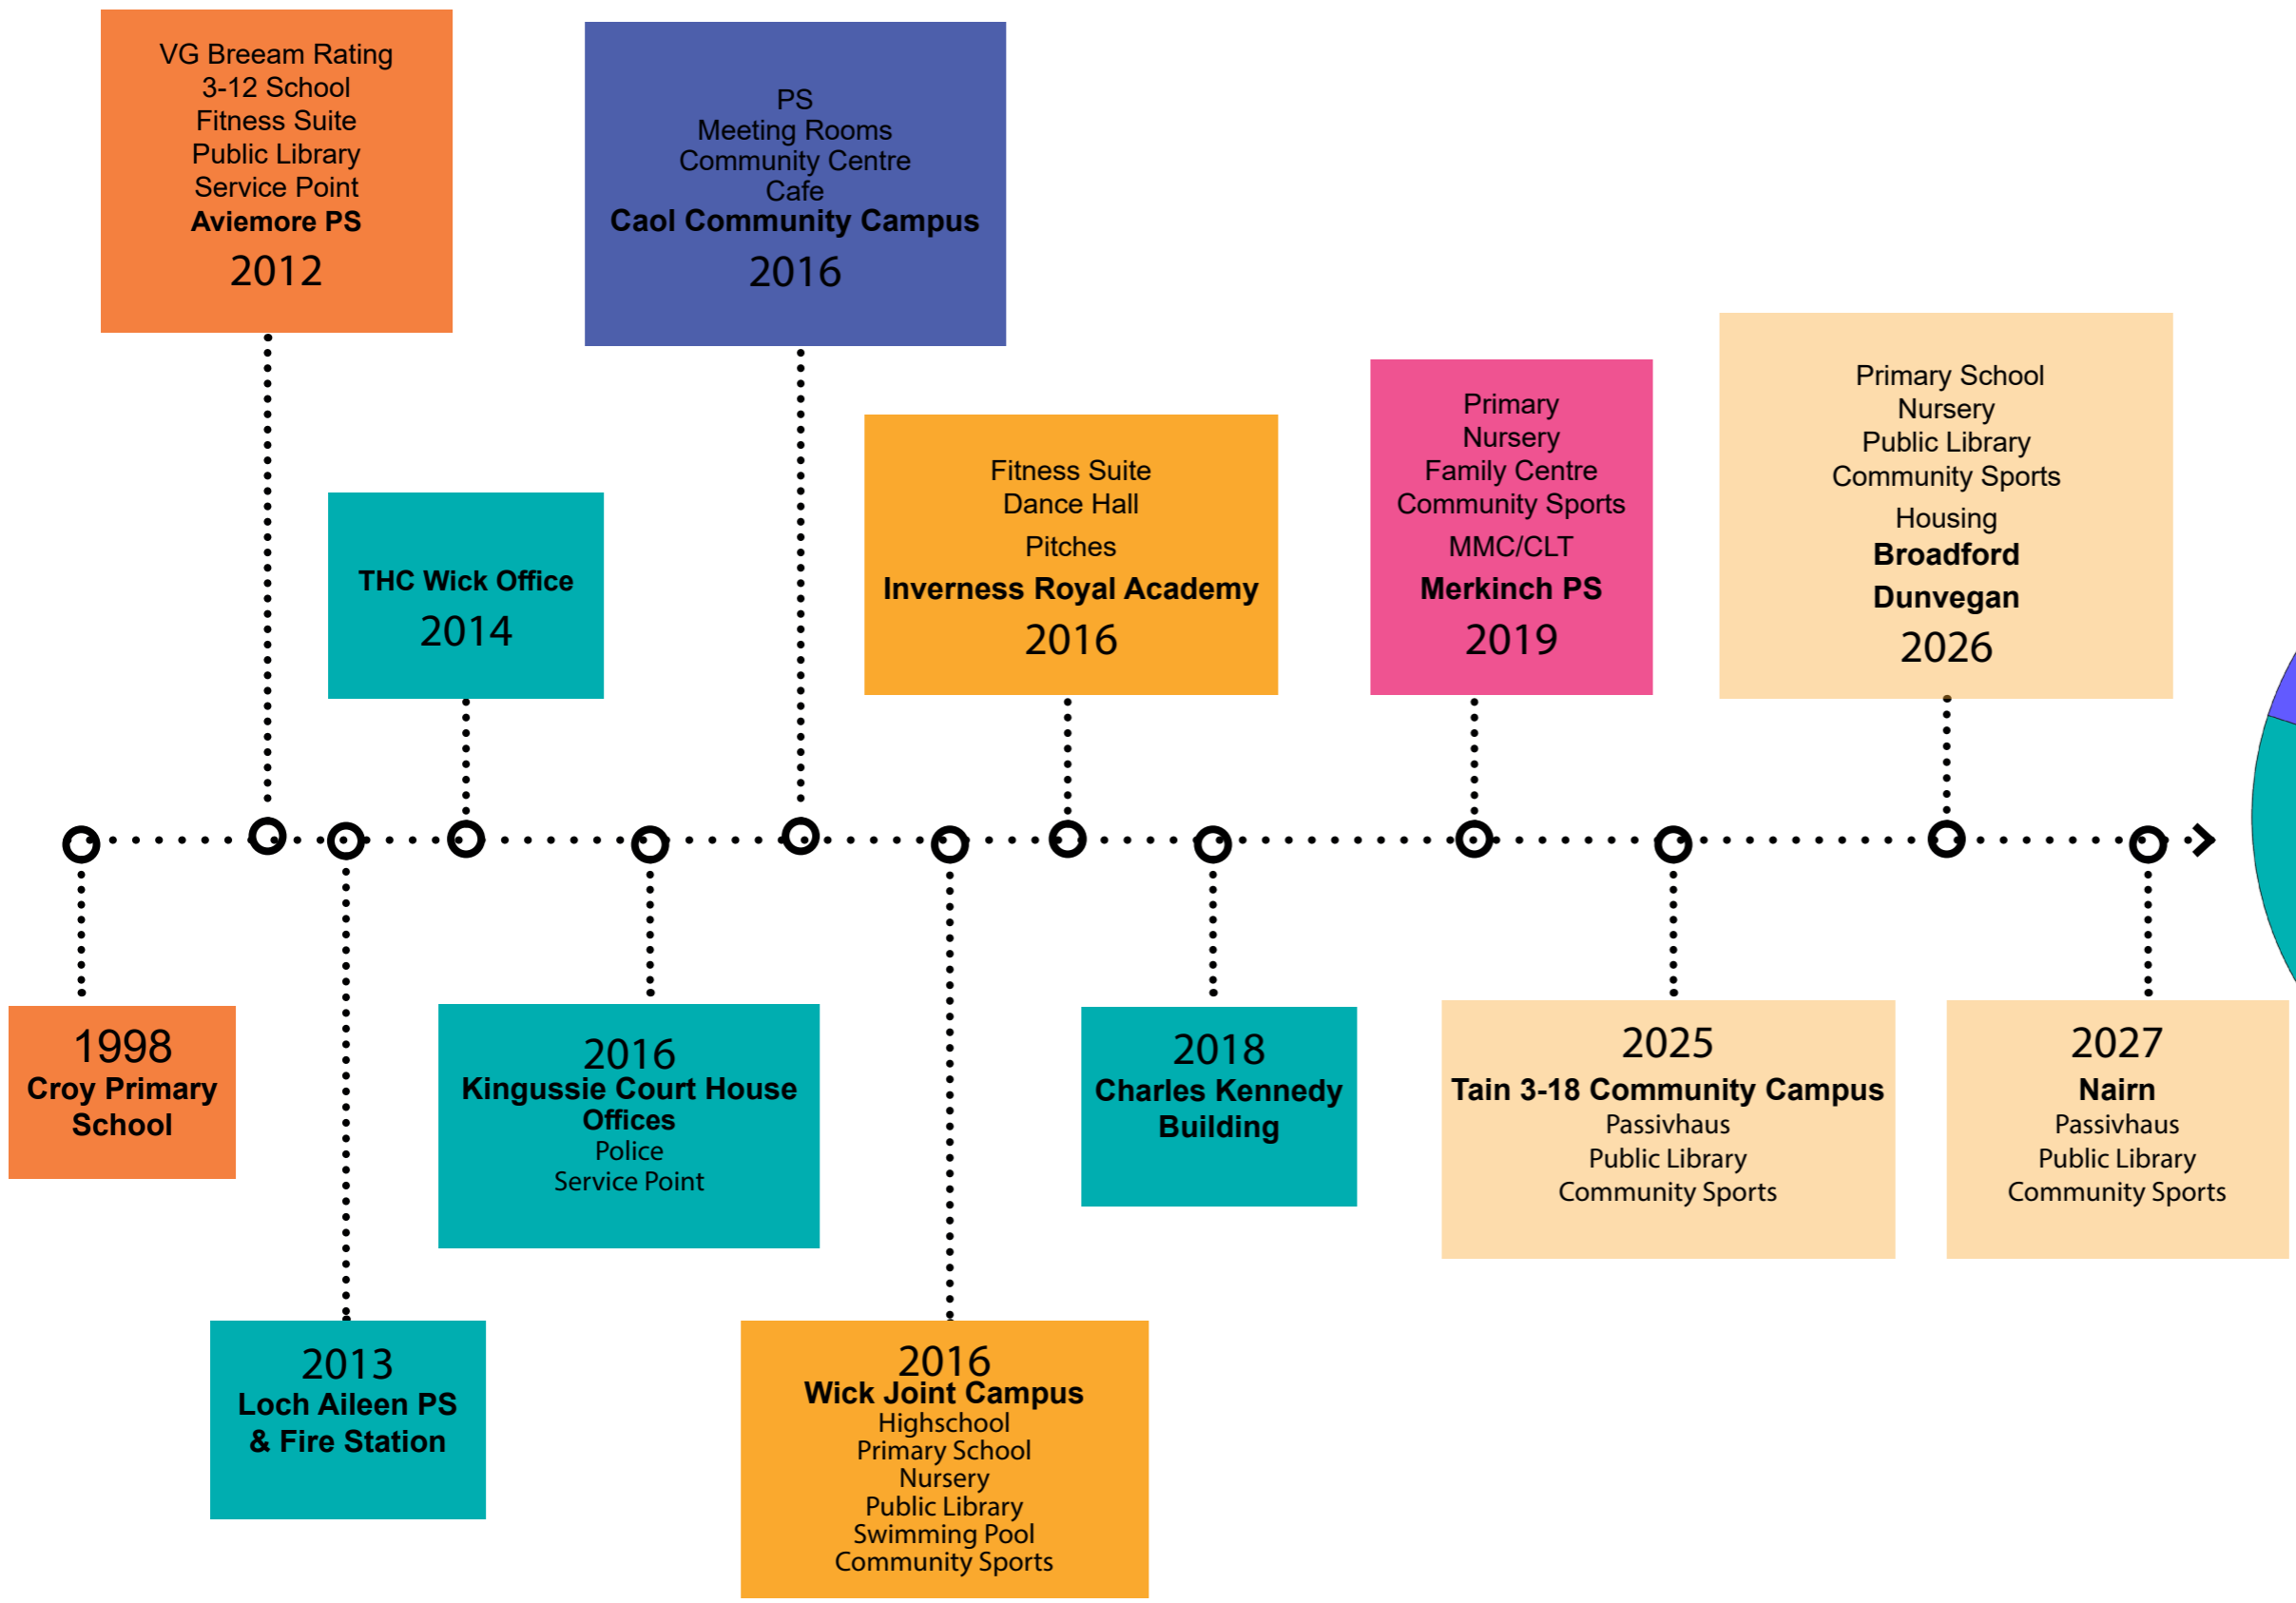 VG Breeam Rating
3-12 School
Fitness Suite
Public Library
Service Point
Aviemore PS
2012
PS
Meeting Rooms
Community Centre
Cafe
Caol Community Campus
2016
THC Wick Office
2014
Fitness Suite
Dance Hall
Pitches
Inverness Royal Academy
2016
Primary
Nursery
Family Centre
Community Sports
MMC/CLT
Merkinch PS
2019
Primary School
Nursery
Public Library
Community Sports
Housing
Broadford
Dunvegan
2026
1998
Croy Primary
School
2013
Loch Aileen PS
& Fire Station
2016
Kingussie Court House
Offices
Police
Service Point
2016
Wick Joint Campus
Highschool
Primary School
Nursery
Public Library
Swimming Pool
Community Sports
2018
Charles Kennedy
Building
2025
Tain 3-18 Community Campus
Passivhaus
Public Library
Community Sports
2027
Nairn
Passivhaus
Public Library
Community Sports